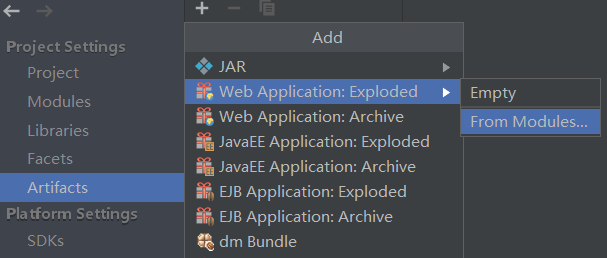 Project Settings
Project
Modules
Libraries
Facets
Artifacts
Platform Settings
SDKs
Add
JAR
Web Application: Exploded
Web Application: Archive
JavaEE Application: Exploded
JavaEE Application: Archive
EJB Application: Exploded
EJB Application: Archive
dm Bundle
Empty
From Modules...